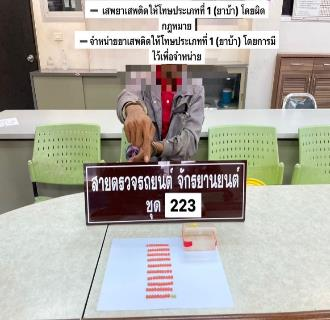 – เสพยาเสพติดให้โทษประเภทที่ 1 (ยาบ้า) โดยผิด
กฎหมาย
– จำหน่ายยาเสพติดให้โทษประเภทที่ 1 (ยาบ้า) โดยการมี
ไว้เพื่อจำหน่าย
สายตรวจรถยนต์ จักรยานยนต์
ชุด 223